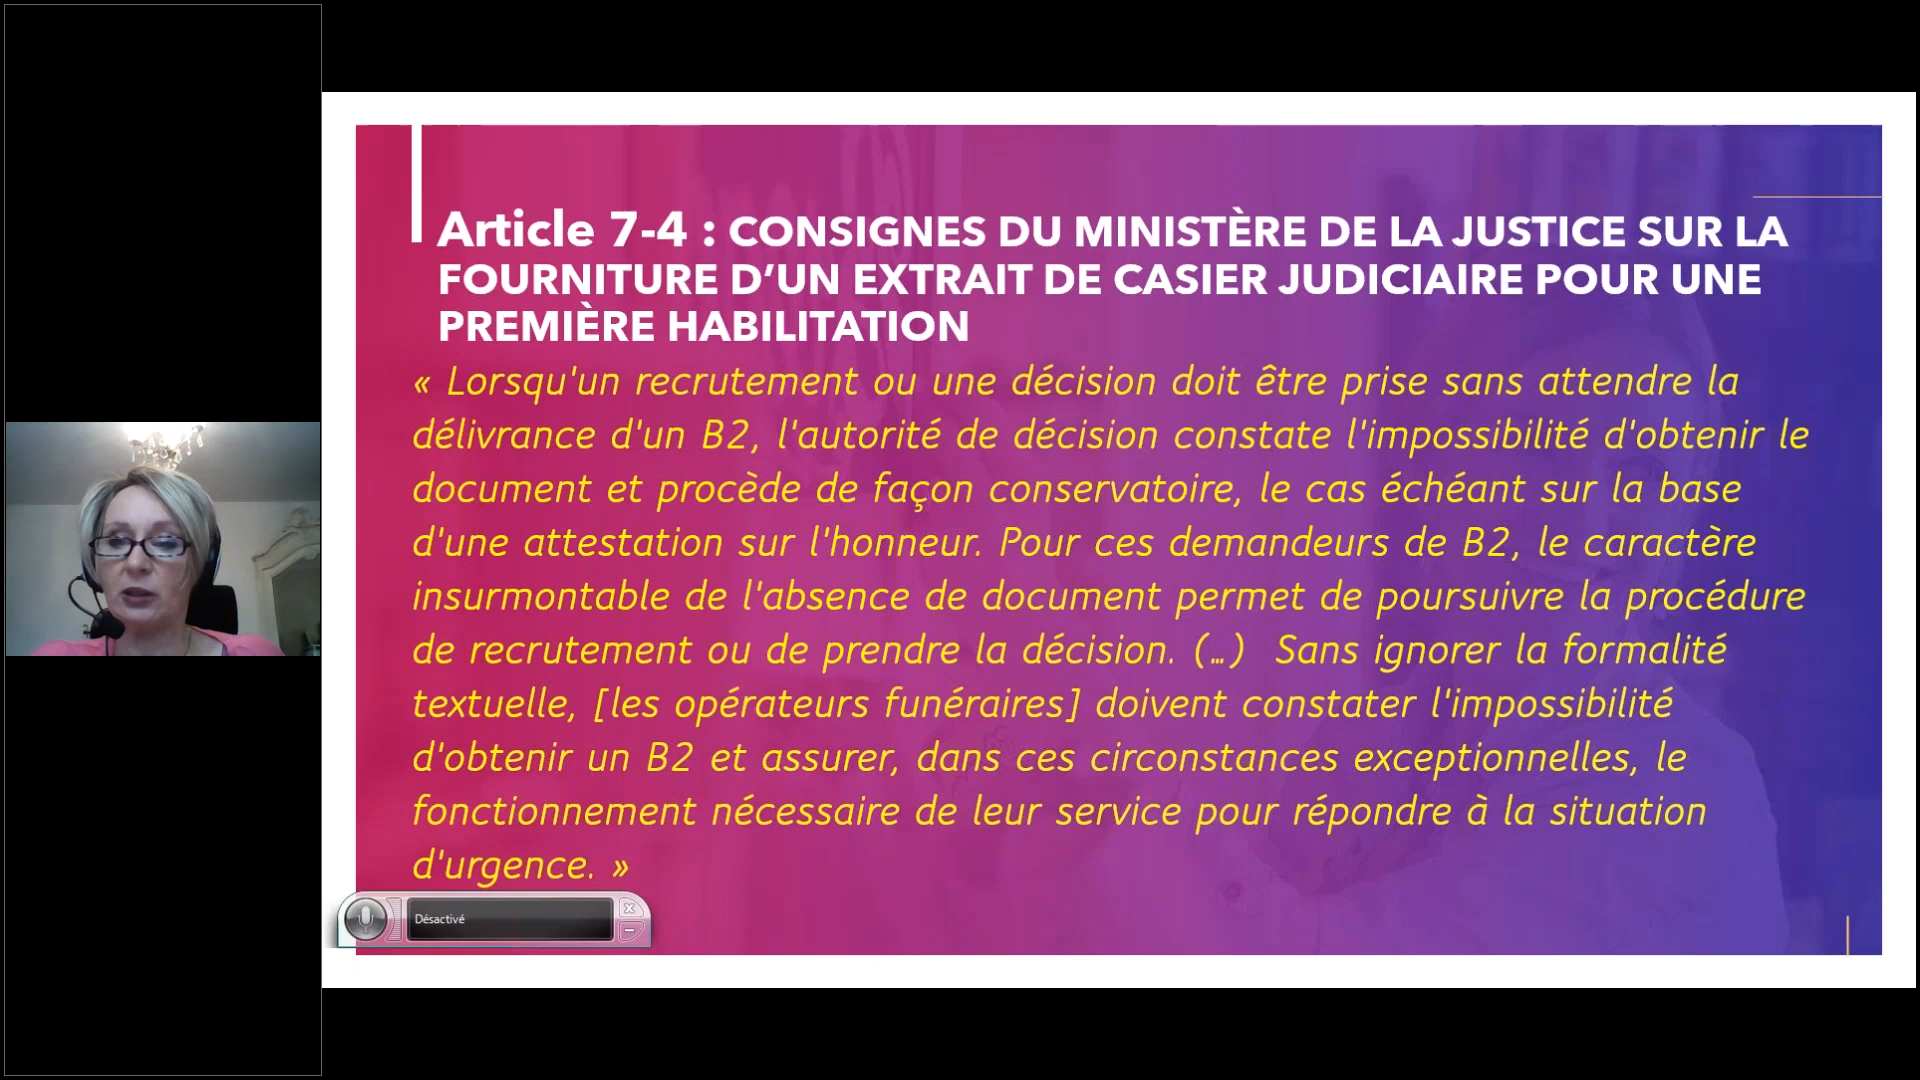 Article 7-4 : CONSIGNES DU MINISTÈRE DE LA JUSTICE SUR LA
FOURNITURE D’UN EXTRAIT DE CASIER JUDICIAIRE POUR UNE
PREMIÈRE HABILITATION
« Lorsqu'un recrutement ou une décision doit être prise sans attendre la
délivrance d'un B2, l'autorité de décision constate l'impossibilité d'obtenir le
document et procède de façon conservatoire, le cas échéant sur la base
d'une attestation sur l'honneur. Pour ces demandeurs de B2, le caractère
insurmontable de l'absence de document permet de poursuivre la procédure
de recrutement ou de prendre la décision. (…) Sans ignorer la formalité
textuelle, [les opérateurs funéraires] doivent constater l'impossibilité
d'obtenir un B2 et assurer, dans ces circonstances exceptionnelles, le
fonctionnement nécessaire de leur service pour répondre à la situation
d'urgence. »
Désactivé